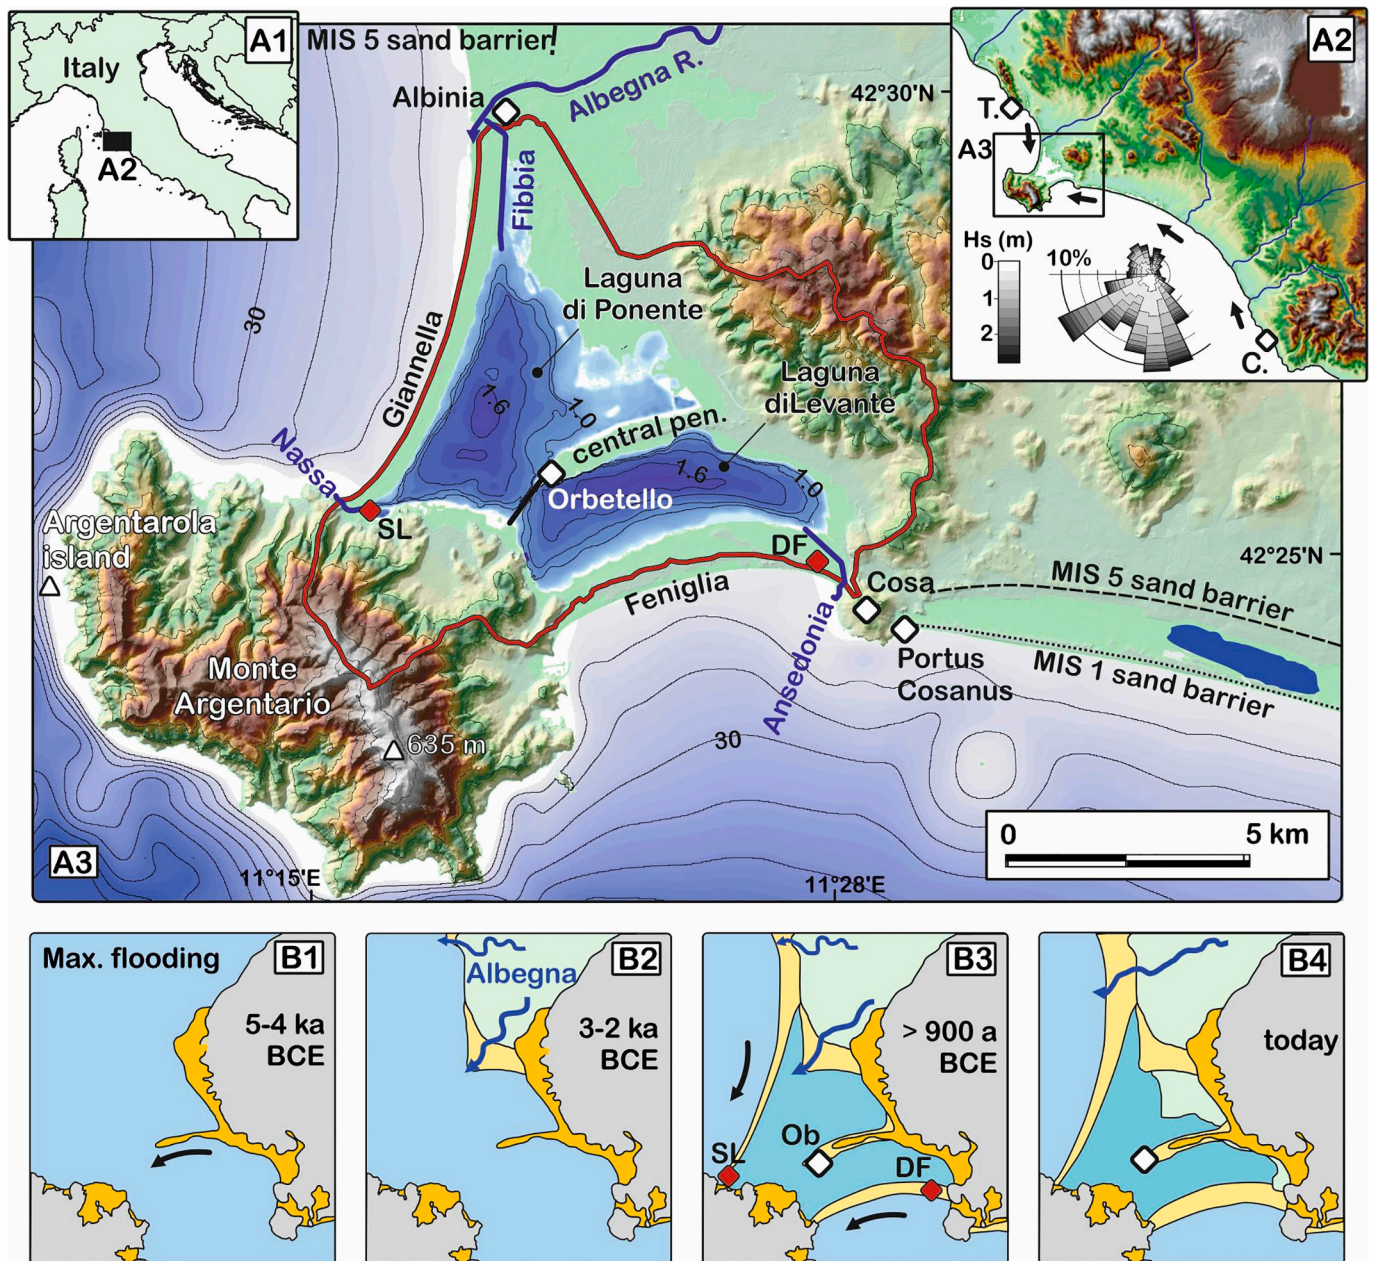 A1
Italy
A2
MIS 5 sand barrier!
Albinia
Albegna R.
42°30'N
A2
T.
A3
Hs (m)
0
1
2
10%
C.
Fibbia
30
Giannella
Laguna
di Ponente
1.6
1.0
Laguna
diLevante
central pen.
1.6
1.0
Nassa
Orbetello
SL
Argentarola
island
DF
Cosa
42°25'N
MIS 5 sand barrier
Feniglia
Ansedonia
Portus
Cosanus
MIS 1 sand barrier
Monte
Argentario
635 m
30
0
5 km
A3
11°15'E
11°28'E
Max. flooding
B1
5-4 ka
BCE
B2
Albegna
3-2 ka
BCE
B3
> 900 a
BCE
Ob
SL
DF
B4
today